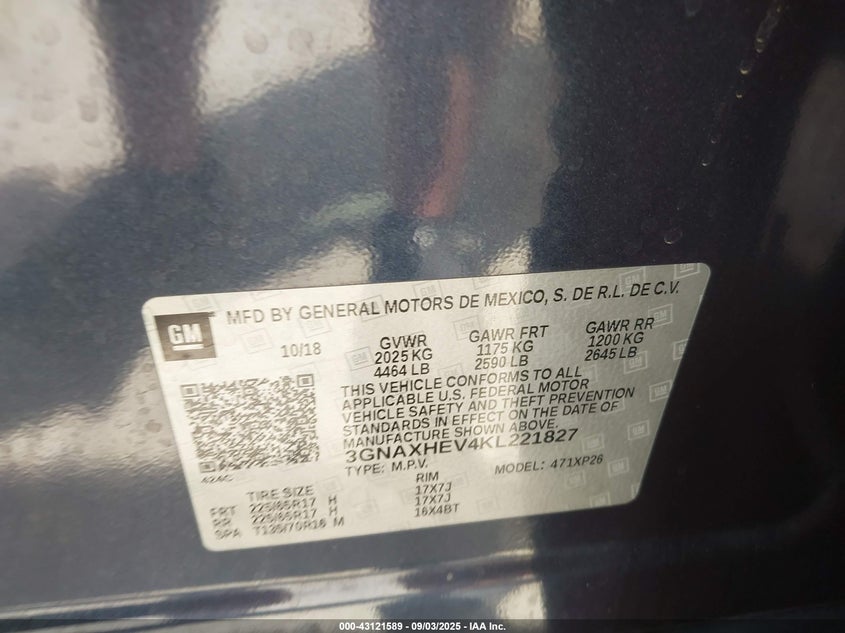 GM
MFD BY GENERAL MOTORS DE MEXICO, S. DE R.L. DE C.V.
10/18
GVWR
2025 KG
4464 LB
GAWR FRT
1175 KG
2590 LB
GAWR RR
1200 KG
2645 LB
THIS VEHICLE CONFORMS TO ALL
APPLICABLE U.S. FEDERAL MOTOR
VEHICLE SAFETY AND THEFT PREVENTION
STANDARDS IN EFFECT ON THE DATE OF
MANUFACTURE SHOWN ABOVE.
3GNAXHEV4KL221827
TYPE: M.P.V. MODEL: 471XP26
424C
TIRE SIZE RIM
FRT 225/65R17 H 17X7J
RR 225/65R17 H 17X7J
SPA T135/70R16 M 16X4BT
000-43121589 - 09/03/2025 - IAA Inc.